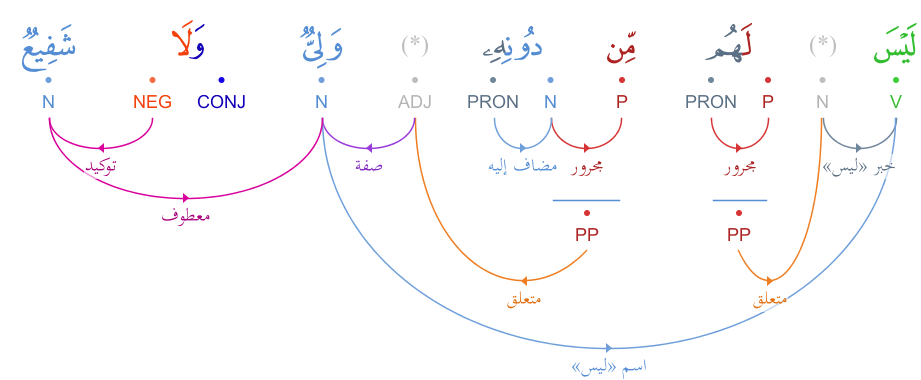 لَيْسَ (*) لَهُم مِّن دُونِهِۦ (*) وَلِىٌّ وَلَا شَفِيعٌ
V N P PRON P N PRON ADJ N CONJ NEG N
خبر «ليس» مجرور مجرور مضاف إليه صفة توكيد
معطوف
PP PP
متعلق متعلق
اسم «ليس»